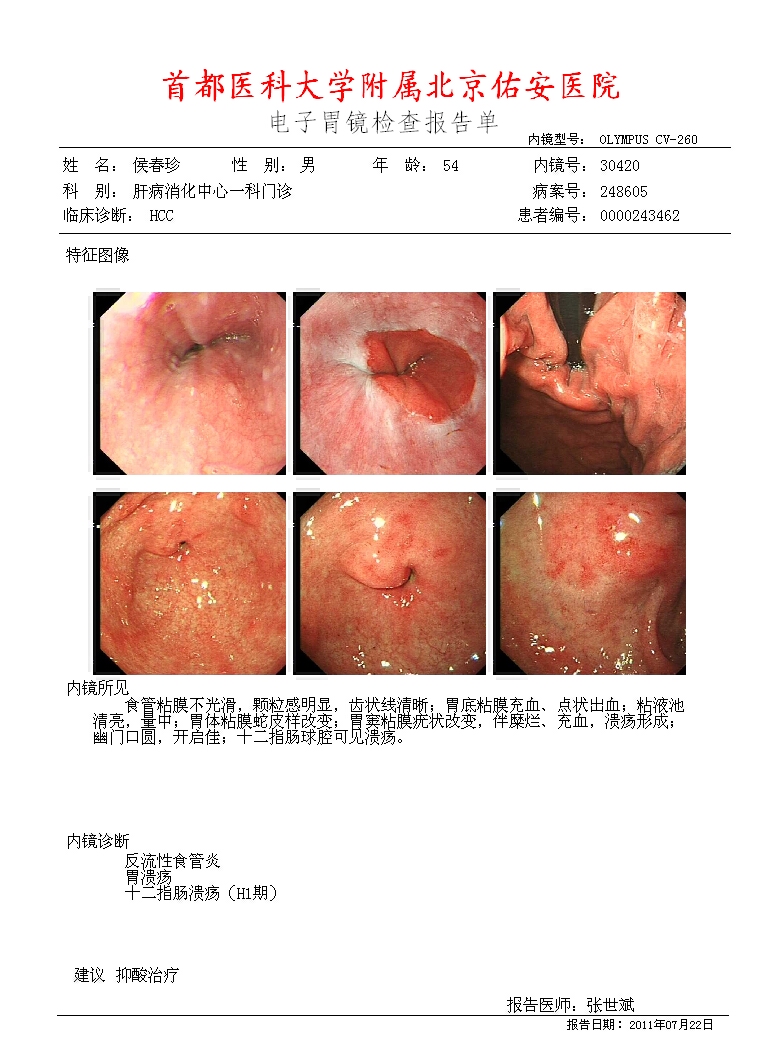 首都医科大学附属北京佑安医院
电子胃镜检查报告单
内镜型号： OLYMPUS CV-260
姓 名： 侯春珍 性 别： 男 年 龄： 54 内镜号： 30420
科 别： 肝病消化中心一科门诊 病案号： 248605
临床诊断： HCC 患者编号： 0000243462
特征图像
内镜所见
食管粘膜不光滑，颗粒感明显，齿状线清晰；胃底粘膜充血、点状出血；粘液池
清亮，量中；胃体粘膜蛇皮样改变；胃窦粘膜疣状改变，伴糜烂、充血，溃疡形成；
幽门口圆，开启佳；十二指肠球腔可见溃疡。
内镜诊断
反流性食管炎
胃溃疡
十二指肠溃疡（H1期）
建议 抑酸治疗
报告医师：张世斌
报告日期：2011年07月22日